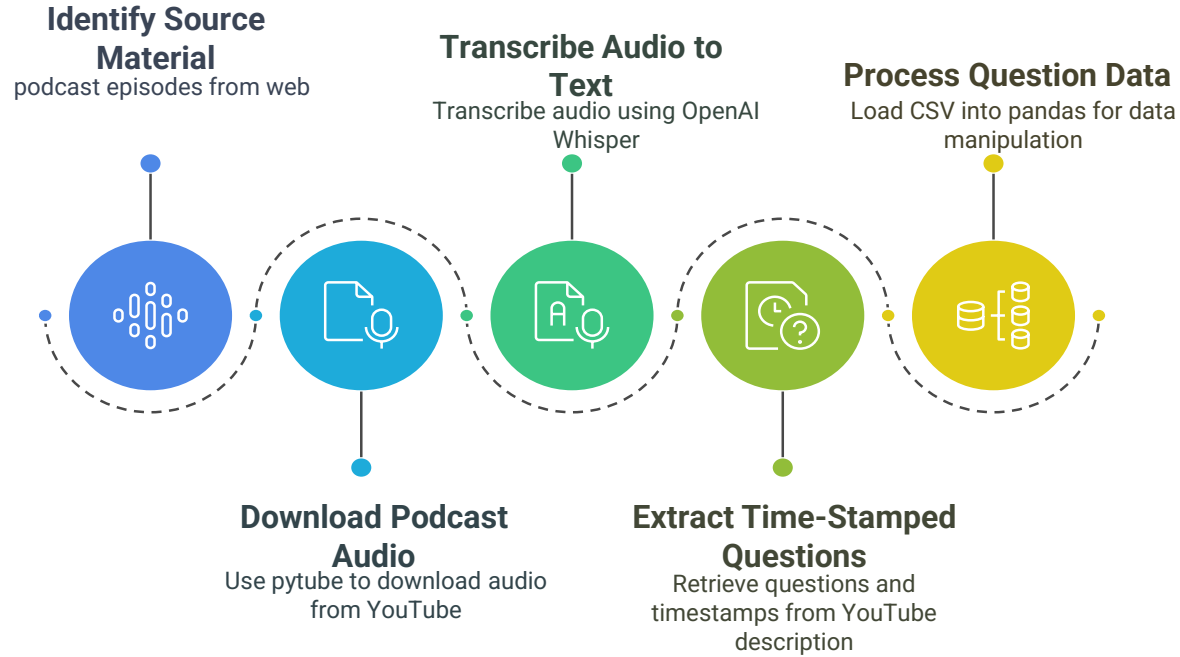 Identify Source
Material
podcast episodes from web
Download Podcast
Audio
Use pytube to download audio
from YouTube
Transcribe Audio to
Text
Transcribe audio using OpenAI
Whisper
A
Extract Time-Stamped
Questions
Retrieve questions and
timestamps from YouTube
description
?
Process Question Data
Load CSV into pandas for data
manipulation